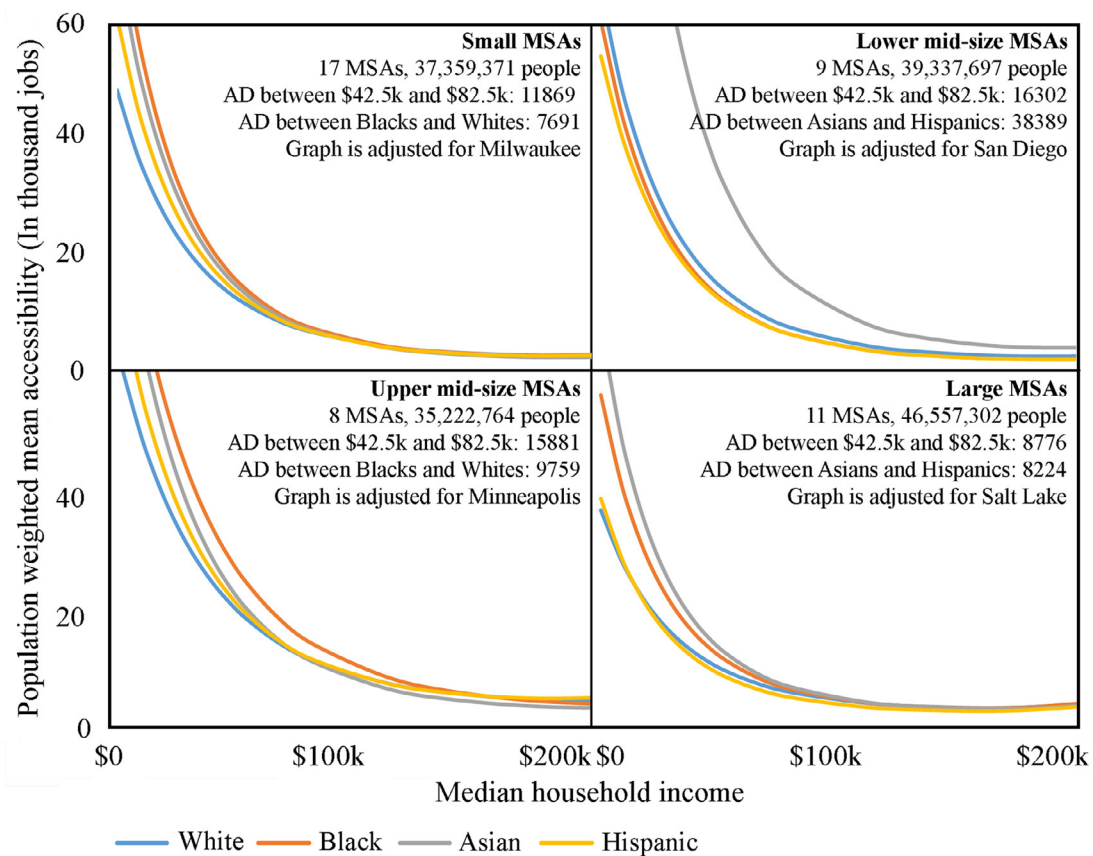 Population weighted mean accessibility (In thousand jobs)
60
40
20
0
Small MSAs
17 MSAs, 37,359,371 people
AD between $42.5k and $82.5k: 11869
AD between Blacks and Whites: 7691
Graph is adjusted for Milwaukee
Lower mid-size MSAs
9 MSAs, 39,337,697 people
AD between $42.5k and $82.5k: 16302
AD between Asians and Hispanics: 38389
Graph is adjusted for San Diego
40
20
0
Upper mid-size MSAs
8 MSAs, 35,222,764 people
AD between $42.5k and $82.5k: 15881
AD between Blacks and Whites: 9759
Graph is adjusted for Minneapolis
Large MSAs
11 MSAs, 46,557,302 people
AD between $42.5k and $82.5k: 8776
AD between Asians and Hispanics: 8224
Graph is adjusted for Salt Lake
$0 $100k $200k $0 $100k $200k
Median household income
White Black Asian Hispanic